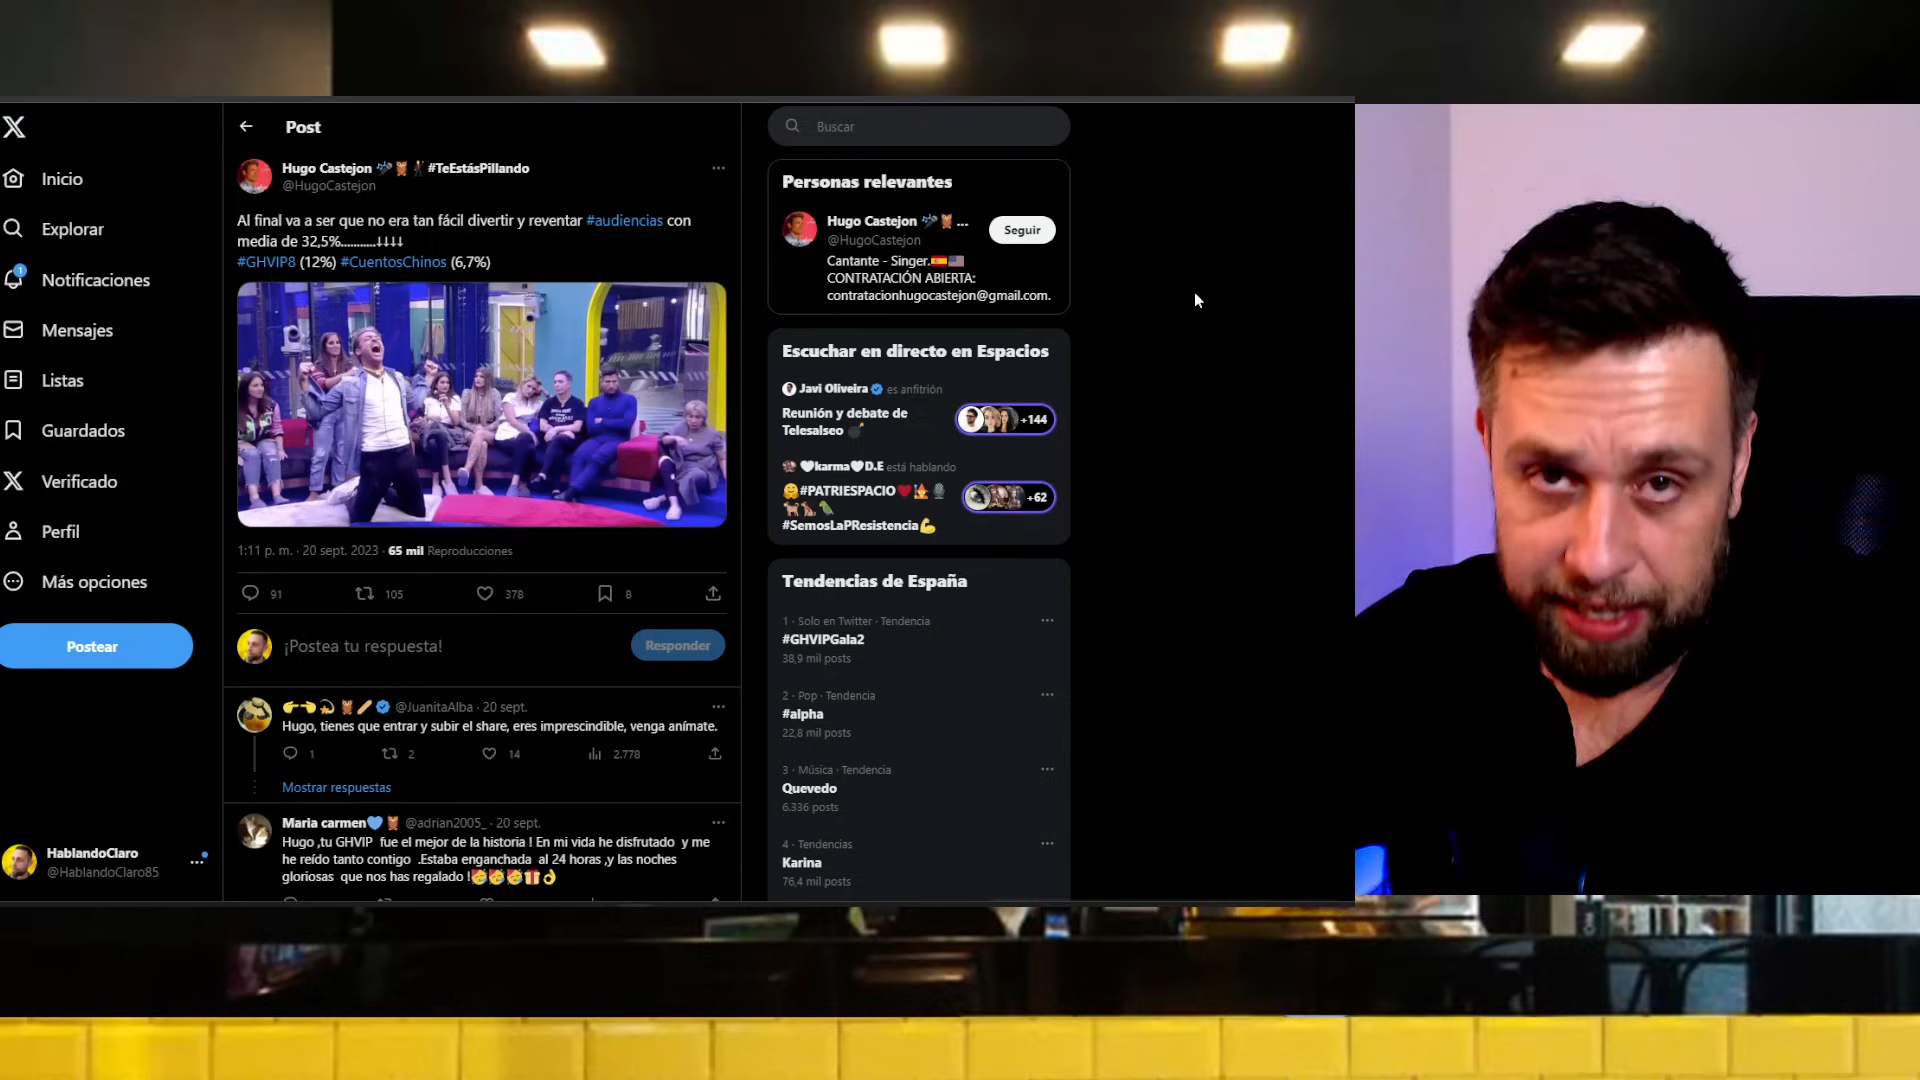 Inicio
Explorar
1
Notificaciones
Mensajes
Listas
Guardados
Verificado
Perfil
Más opciones
Postear
HablandoClaro
@HablandoClaro85
Post
Hugo Castejon #TeEstásPillando
@HugoCastejon
Al final va a ser que no era tan fácil divertir y reventar #audiencias con
media de 32,5%...........↓↓↓↓
#GHVIP8 (12%) #CuentosChinos (6,7%)
1:11 p. m. · 20 sept. 2023 · 65 mil Reproducciones
91 105 378 8
¡Postea tu respuesta!
Responder
@JuanitaAlba · 20 sept.
Hugo, tienes que entrar y subir el share, eres imprescindible, venga anímate.
1 2 14 2.778
Mostrar respuestas
Maria carmen💙 @adrian2005_ · 20 sept.
Hugo ,tu GHVIP fue el mejor de la historia ! En mi vida he disfrutado y me
he reído tanto contigo .Estaba enganchada al 24 horas ,y las noches
gloriosas que nos has regalado !🥳🥳🥳🎁👌
Buscar
Personas relevantes
Hugo Castejon ...
@HugoCastejon
Seguir
Cantante - Singer.🇪🇸🇺🇸
CONTRATACIÓN ABIERTA:
contratacionhugocastejon@gmail.com.
Escuchar en directo en Espacios
Javi Oliveira es anfitrión
Reunión y debate de
Telesalseo 💣
+144
🤍karma🤍D.E está hablando
🤗#PATRIESPACIO
+62
#SemosLaPResistencia💪
Tendencias de España
1 · Solo en Twitter · Tendencia
#GHVIPGala2
38,9 mil posts
2 · Pop · Tendencia
#alpha
22,8 mil posts
3 · Música · Tendencia
Quevedo
6.336 posts
4 · Tendencias
Karina
76,4 mil posts